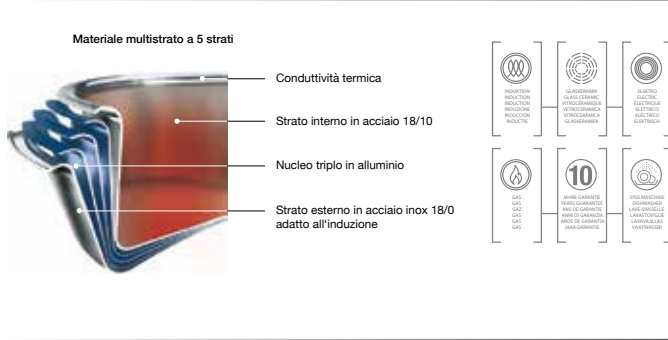 Materiale multistrato a 5 strati
Conduttività termica
Strato interno in acciaio 18/10
Nucleo triplo in alluminio
Strato esterno in acciaio inox 18/0
adatto all'induzione
INDUKTION
INDUCTION
INDUCTION
INDUZIONE
INDUCCIÓN
INDUCTIE
GLASKERAMIK
GLASS CERAMIC
VITROCERAMIQUE
VETROCERAMICA
VITROCERAMICA
GLASKERAMIEK
ELEKTRO
ELECTRIC
ÉLECTRIQUE
ELETTRICO
ELÉCTRICO
ELEKTRISCH
GAS
GAS
GAZ
GAS
GAS
GAS
10
JAHRE GARANTIE
YEARS GUARANTEE
ANS DE GARANTIE
ANNI DI GARANZIA
AÑOS DE GARANTÍA
JAAR GARANTIE
SPÜLMASCHINE
DISHWASHER
LAVE-VAISSELLE
LAVASTOVIGLIE
LAVAVAJILLAS
VAATWASSER